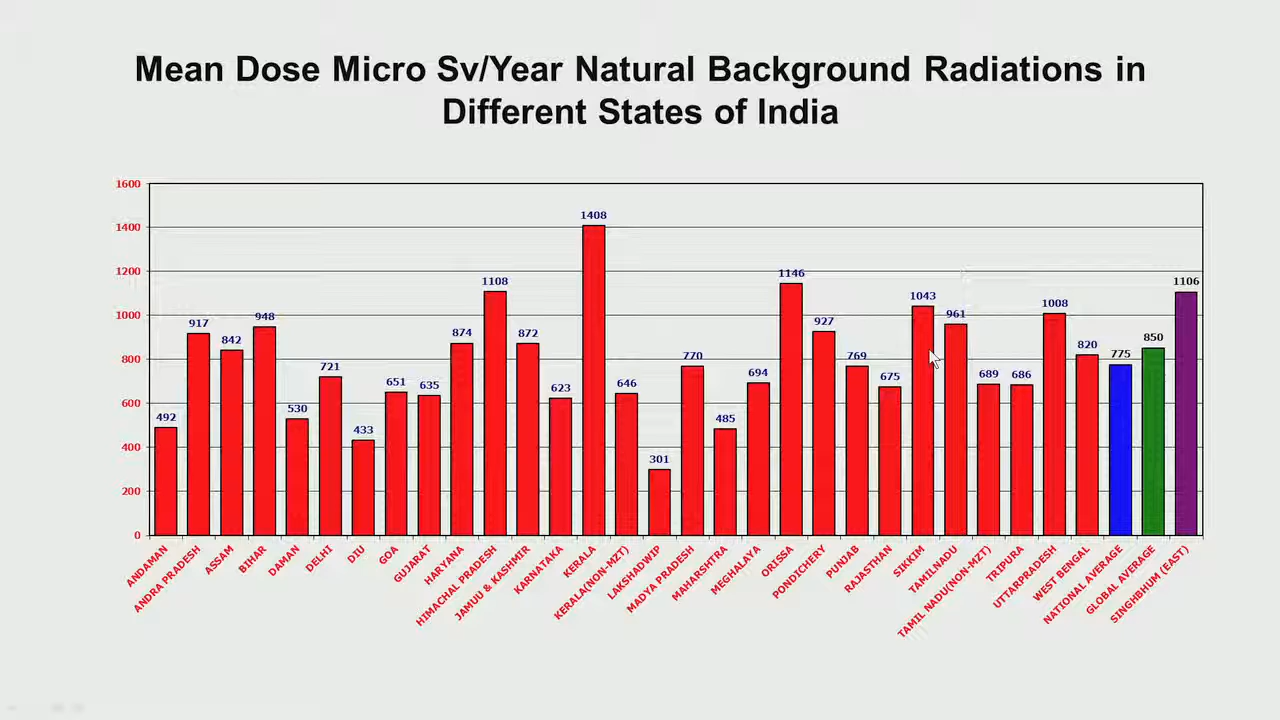 Mean Dose Micro Sv/Year Natural Background Radiations in
Different States of India
1600
1400
1200
1000
800
600
400
200
0
492
917
842
948
530
721
433
651
635
874
1108
872
623
1408
646
301
770
485
694
1146
927
769
675
1043
961
689
686
1008
820
775
850
1106
ANDAMAN
ANDRA PRADESH
ASSAM
BIHAR
DAMAN
DELHI
DIU
GOA
GUJARAT
HARYANA
HIMACHAL PRADESH
JAMUU & KASHMIR
KARNATAKA
KERALA
KERALA(NON-MZT)
LAKSHADWIP
MADYA PRADESH
MAHARSHTRA
MEGHALAYA
ORISSA
PONDICHERY
PUNJAB
RAJASTHAN
SIKKIM
TAMILNADU
TAMIL NADU(NON-MZT)
TRIPURA
UTTARPRADESH
WEST BENGAL
NATIONAL AVERAGE
GLOBAL AVERAGE
SINGHBHUM (EAST)